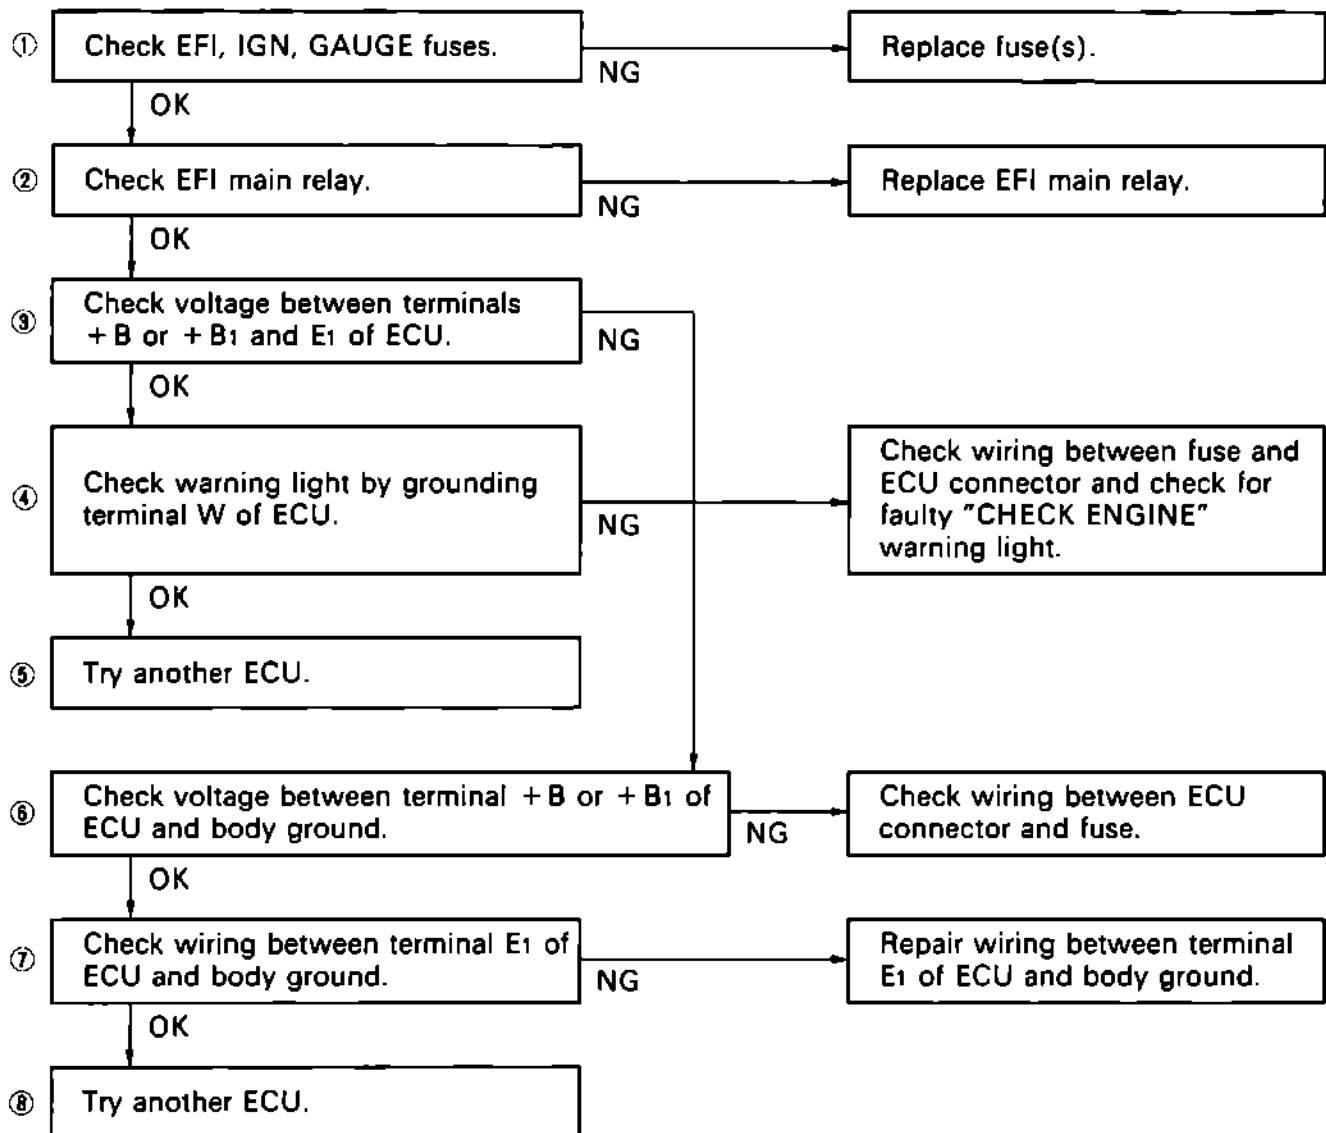 ① Check EFI, IGN, GAUGE fuses.
NG
Replace fuse(s).
OK
② Check EFI main relay.
NG
Replace EFI main relay.
OK
③ Check voltage between terminals
+B or +B1 and E1 of ECU.
NG
OK
④ Check warning light by grounding
terminal W of ECU.
NG
Check wiring between fuse and
ECU connector and check for
faulty "CHECK ENGINE"
warning light.
OK
⑤ Try another ECU.
⑥ Check voltage between terminal +B or +B1 of
ECU and body ground.
NG
Check wiring between ECU
connector and fuse.
OK
⑦ Check wiring between terminal E1 of
ECU and body ground.
NG
Repair wiring between terminal
E1 of ECU and body ground.
OK
⑧ Try another ECU.